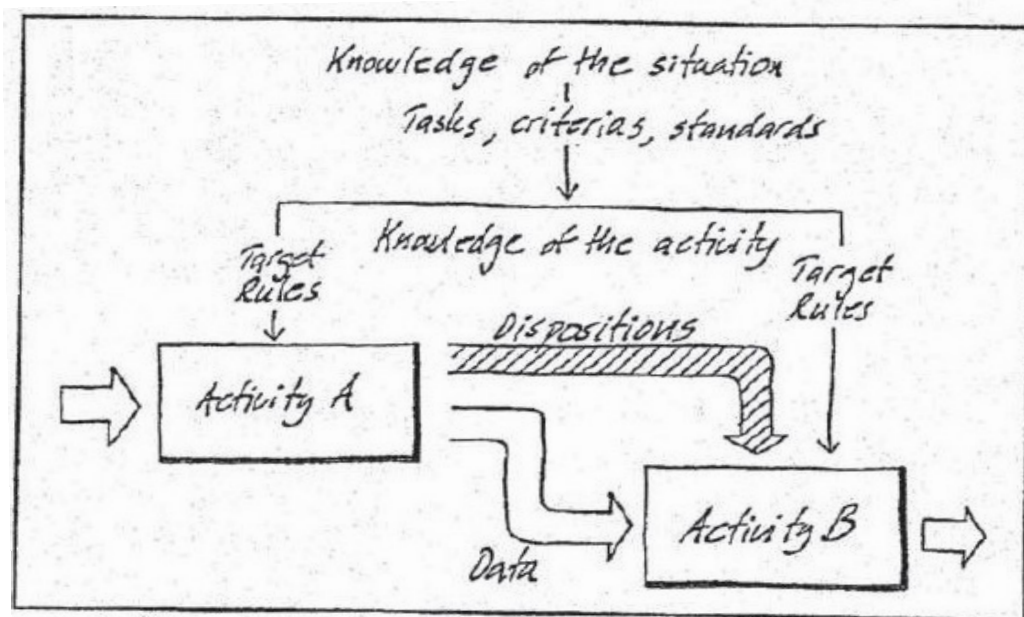 Knowledge of the situation
Tasks, criterias, standards
Knowledge of the activity
Target
Rules
Target
Rules
Dispositions
Activity A
Activity B
Data